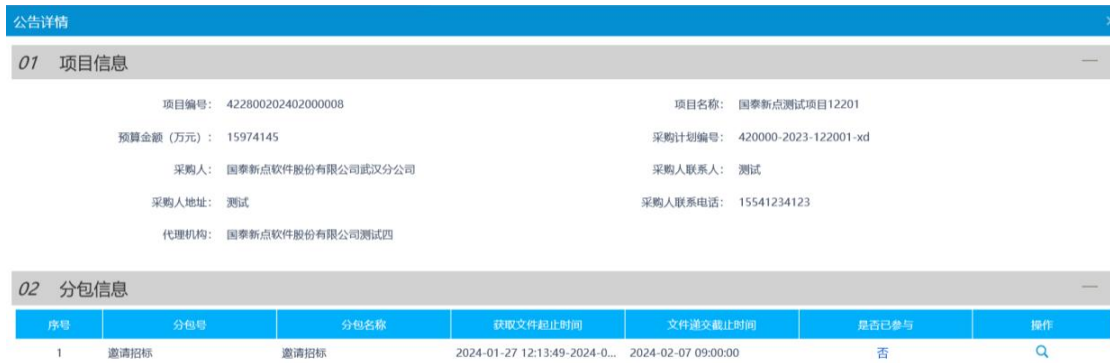 公告详情
01 项目信息
项目编号： 422800202402000008 项目名称： 国泰新点测试项目12201
预算金额（万元）： 15974145 采购计划编号： 420000-2023-122001-xd
采购人： 国泰新点软件股份有限公司武汉分公司 采购人联系人： 测试
采购人地址： 测试 采购人联系电话： 15541234123
代理机构： 国泰新点软件股份有限公司测试四
02 分包信息
序号 分包号 分包名称 获取文件起止时间 文件递交截止时间 是否已参与 操作
1 邀请招标 邀请招标 2024-01-27 12:13:49-2024-0... 2024-02-07 09:00:00 否